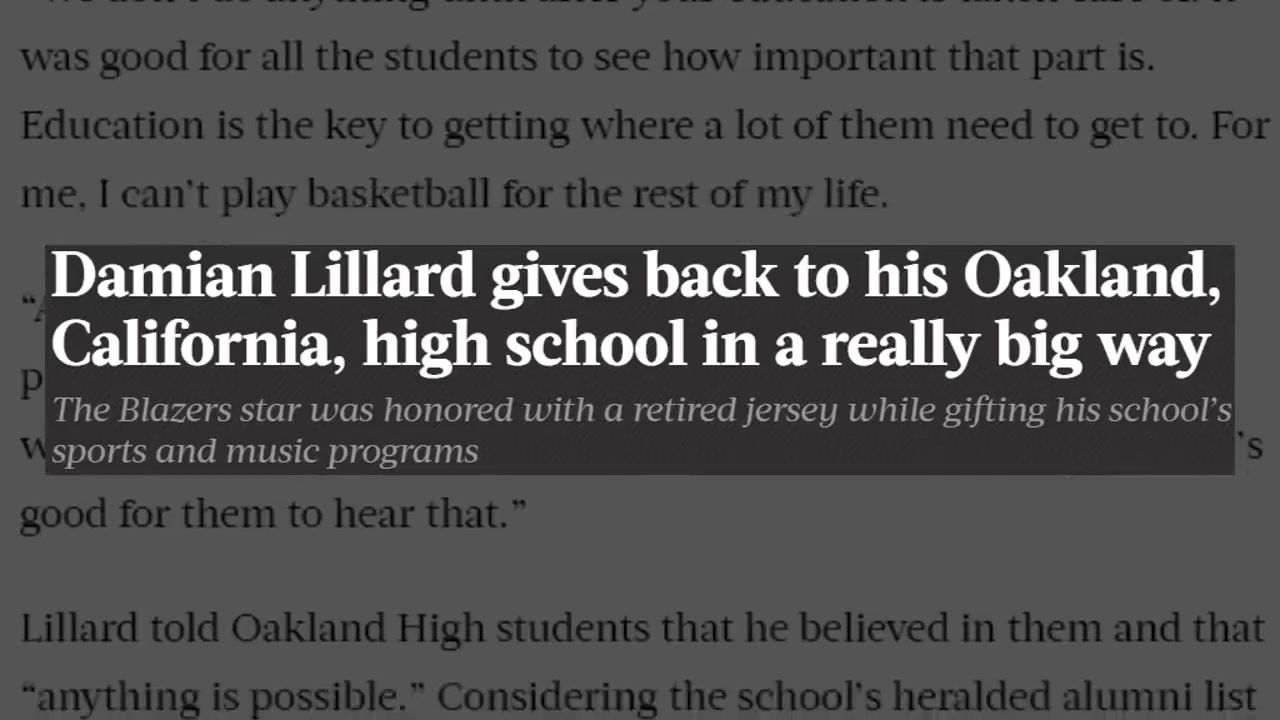 was good for all the students to see how important that part is.
Education is the key to getting where a lot of them need to get to. For
me, I can't play basketball for the rest of my life.
Damian Lillard gives back to his Oakland,
California, high school in a really big way
The Blazers star was honored with a retired jersey while gifting his school's
sports and music programs
good for them to hear that.”
Lillard told Oakland High students that he believed in them and that
“anything is possible.” Considering the school's heralded alumni list